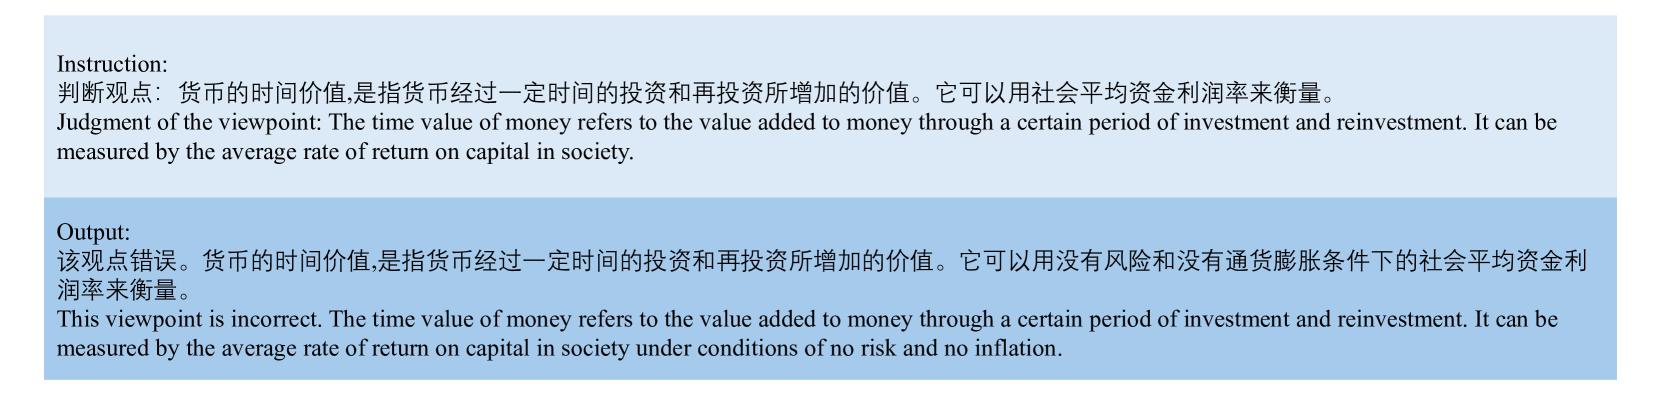 Instruction:
判断观点：货币的时间价值,是指货币经过一定时间的投资和再投资所增加的价值。它可以用社会平均资金利润率来衡量。
Judgment of the viewpoint: The time value of money refers to the value added to money through a certain period of investment and reinvestment. It can be
measured by the average rate of return on capital in society.
Output:
该观点错误。货币的时间价值,是指货币经过一定时间的投资和再投资所增加的价值。它可以用没有风险和没有通货膨胀条件下的社会平均资金利
润率来衡量。
This viewpoint is incorrect. The time value of money refers to the value added to money through a certain period of investment and reinvestment. It can be
measured by the average rate of return on capital in society under conditions of no risk and no inflation.